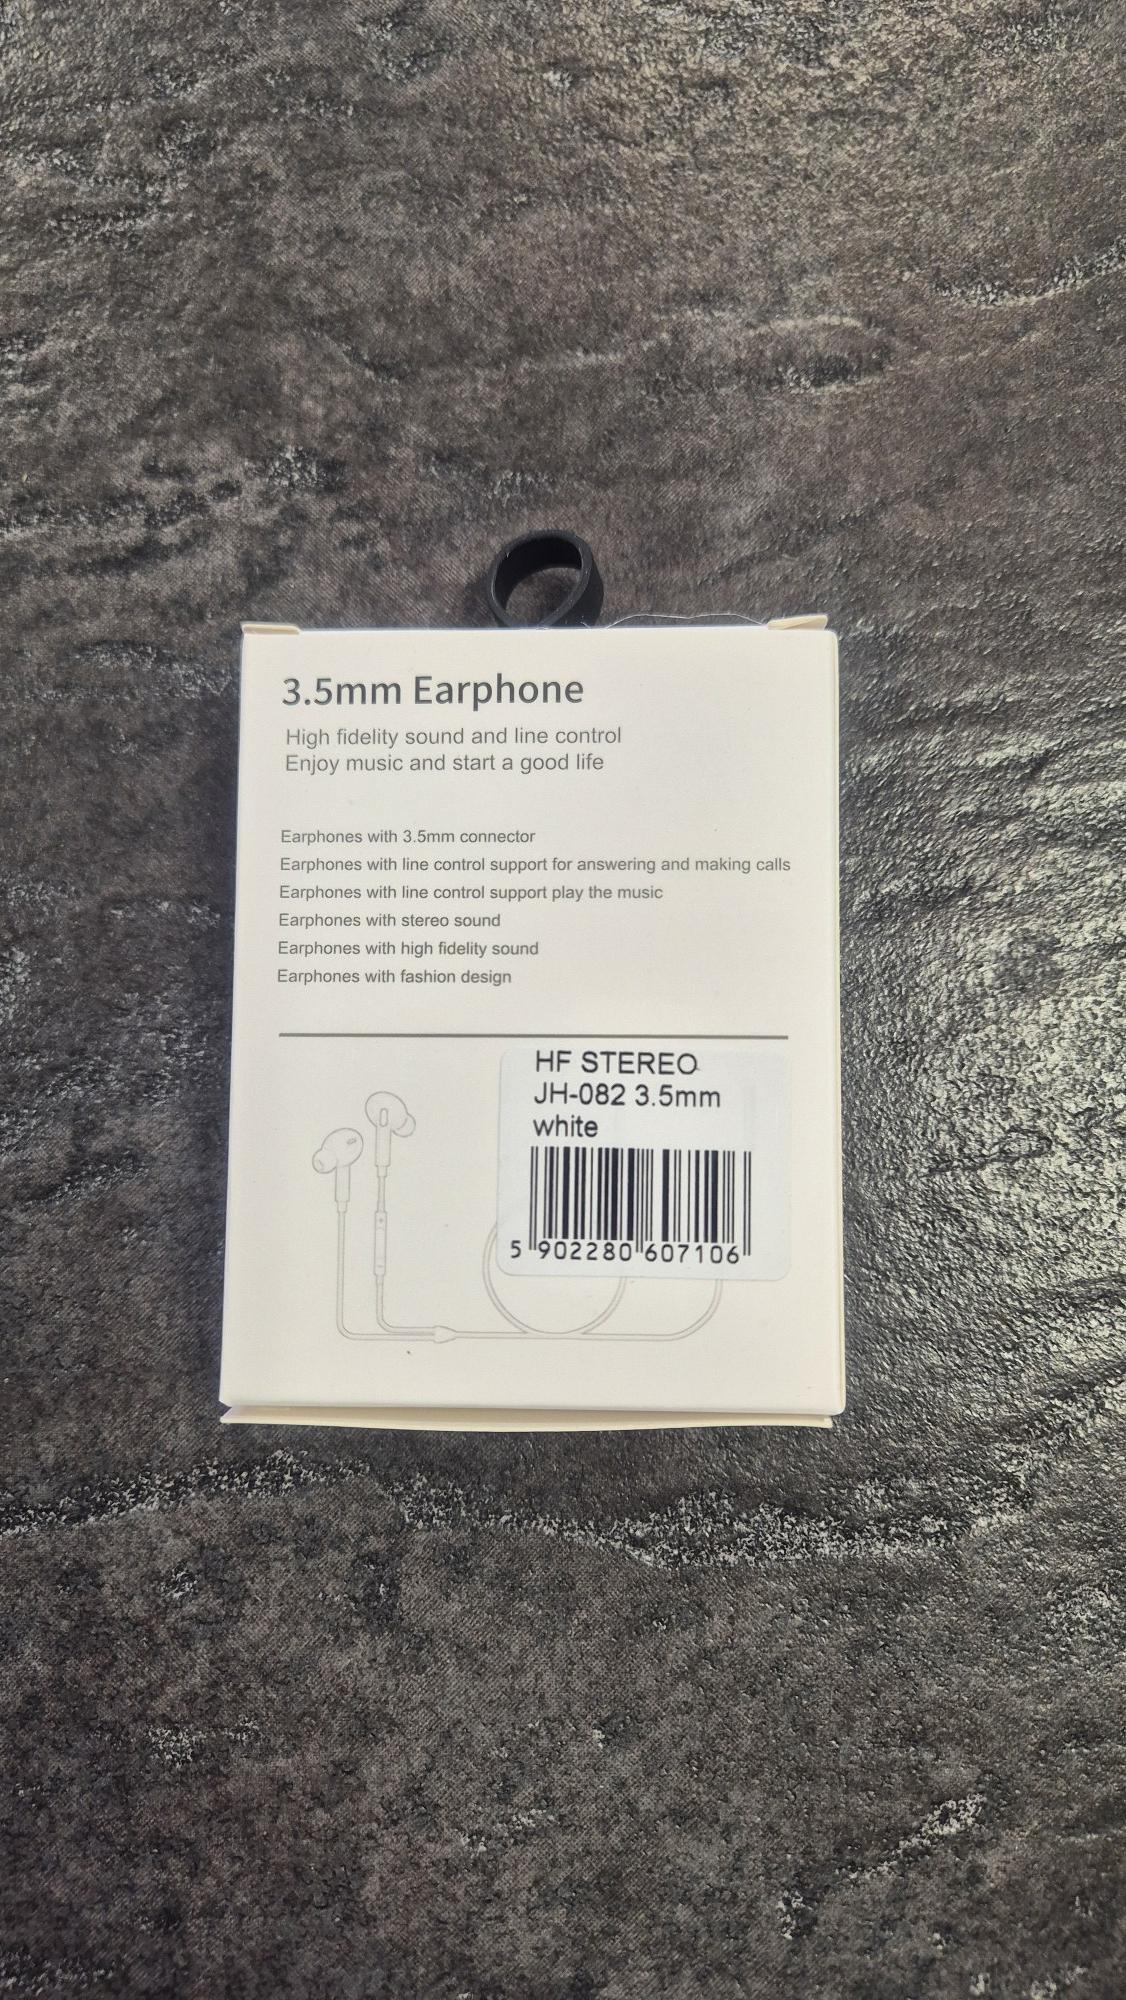 3.5mm Earphone
High fidelity sound and line control
Enjoy music and start a good life
Earphones with 3.5mm connector
Earphones with line control support for answering and making calls
Earphones with line control support play the music
Earphones with stereo sound
Earphones with high fidelity sound
Earphones with fashion design
HF STEREO
JH-082 3.5mm
white
5 902280 607106